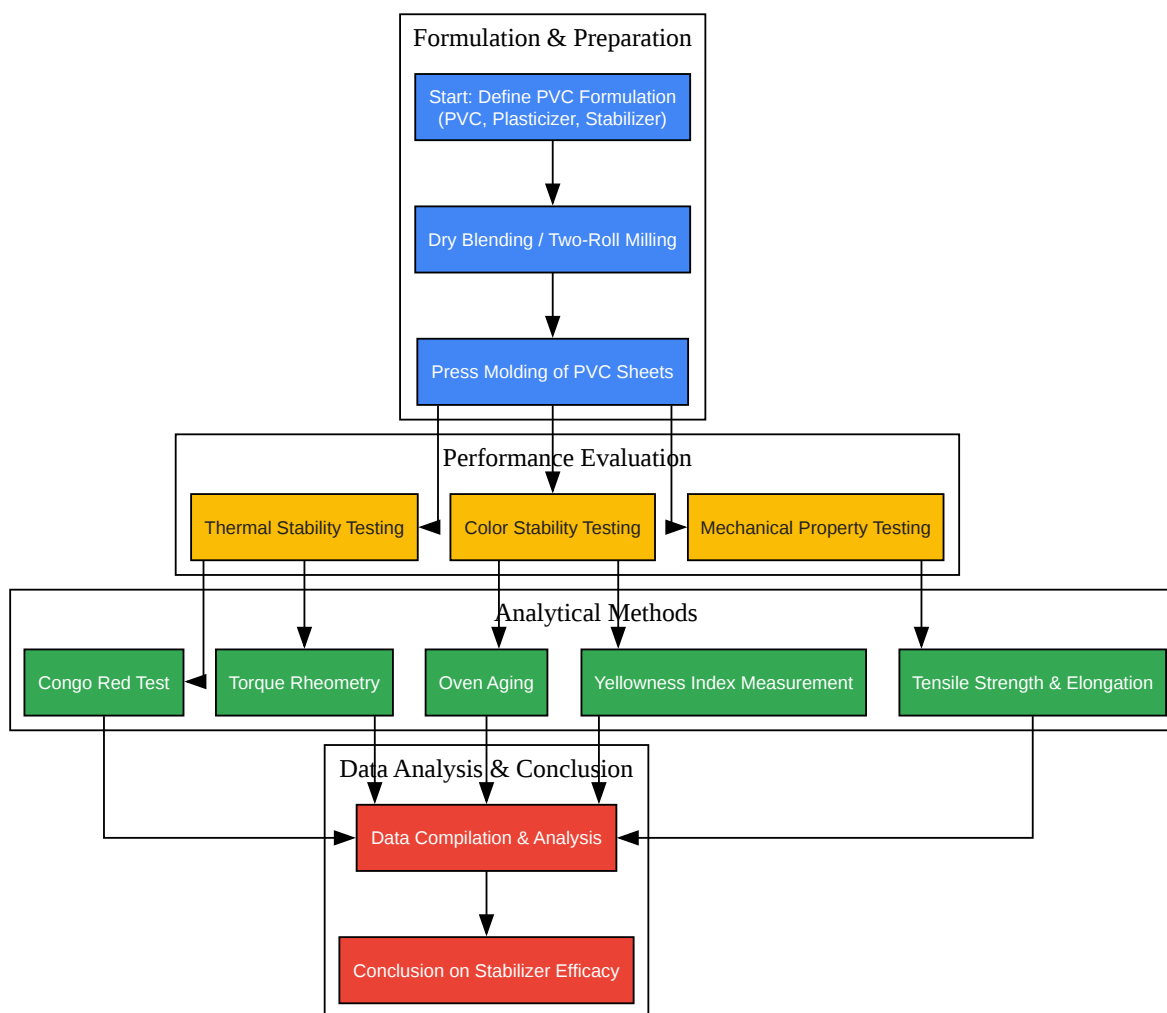 Formulation & Preparation
Start: Define PVC Formulation
(PVC, Plasticizer, Stabilizer)
Dry Blending / Two-Roll Milling
Press Molding of PVC Sheets
Performance Evaluation
Thermal Stability Testing
Color Stability Testing
Mechanical Property Testing
Analytical Methods
Congo Red Test
Torque Rheometry
Oven Aging
Yellowness Index Measurement
Tensile Strength & Elongation
Data Analysis & Conclusion
Data Compilation & Analysis
Conclusion on Stabilizer Efficacy